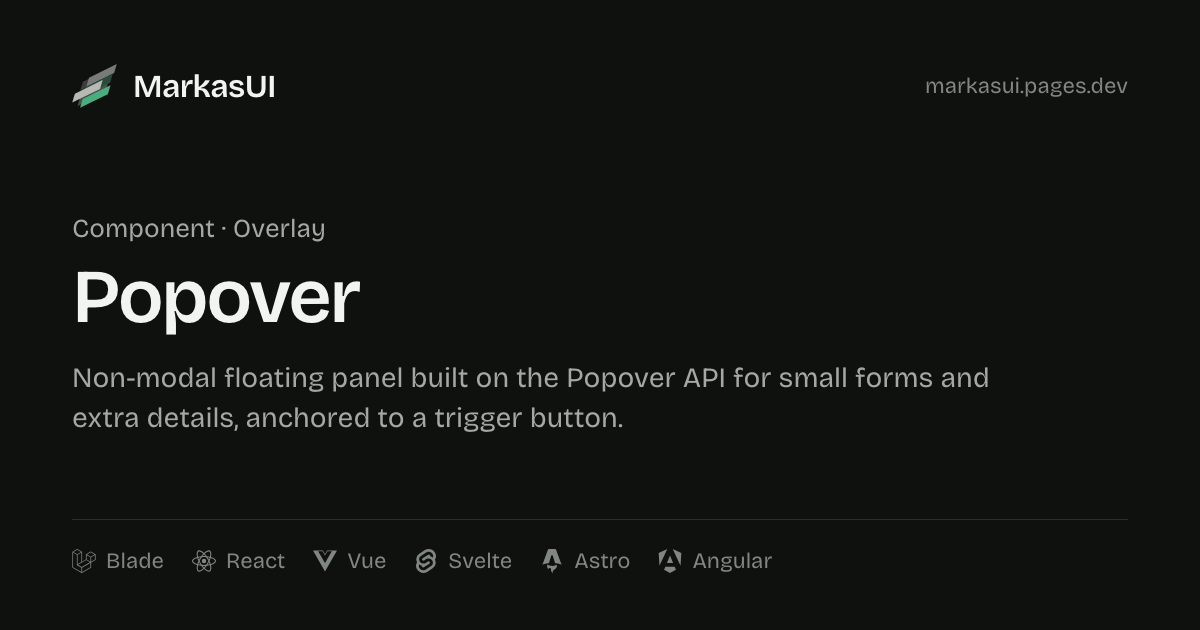 MarkasUI
markasui.pages.dev
Component · Overlay
Popover
Non-modal floating panel built on the Popover API for small forms and
extra details, anchored to a trigger button.
Blade React Vue Svelte Astro Angular